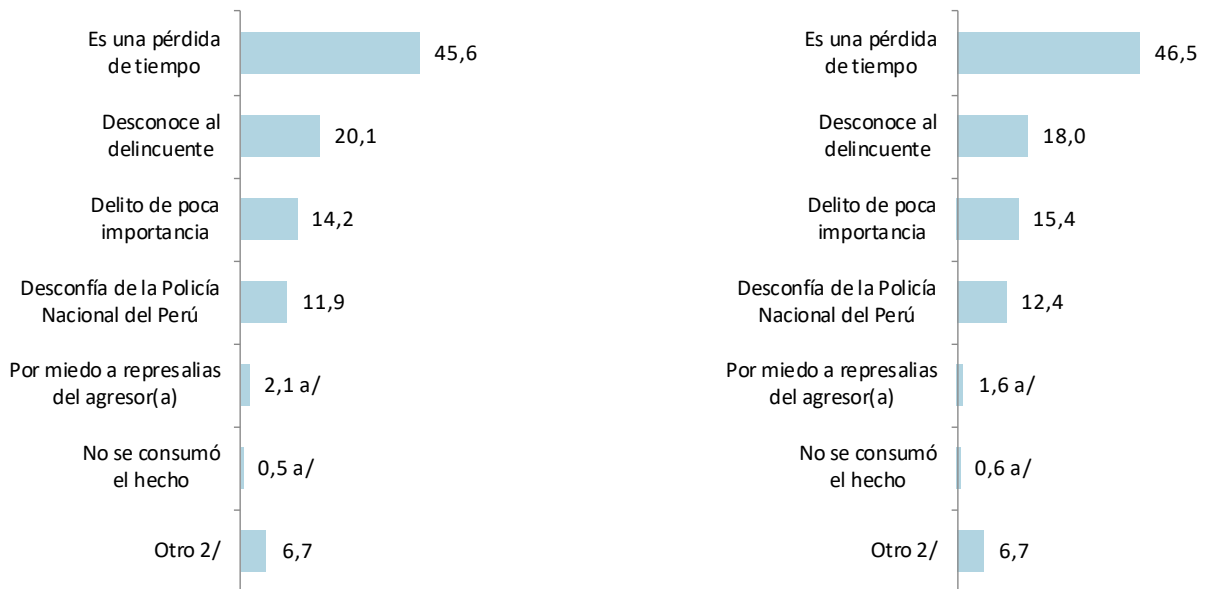 Es una pérdida
de tiempo
45,6
Desconoce al
delincuente
20,1
Delito de poca
importancia
14,2
Desconfía de la Policía
Nacional del Perú
11,9
Por miedo a represalias
del agresor(a)
2,1 a/
No se consumó
el hecho
0,5 a/
Otro 2/
6,7
Es una pérdida
de tiempo
46,5
Desconoce al
delincuente
18,0
Delito de poca
importancia
15,4
Desconfía de la Policía
Nacional del Perú
12,4
Por miedo a represalias
del agresor(a)
1,6 a/
No se consumó
el hecho
0,6 a/
Otro 2/
6,7